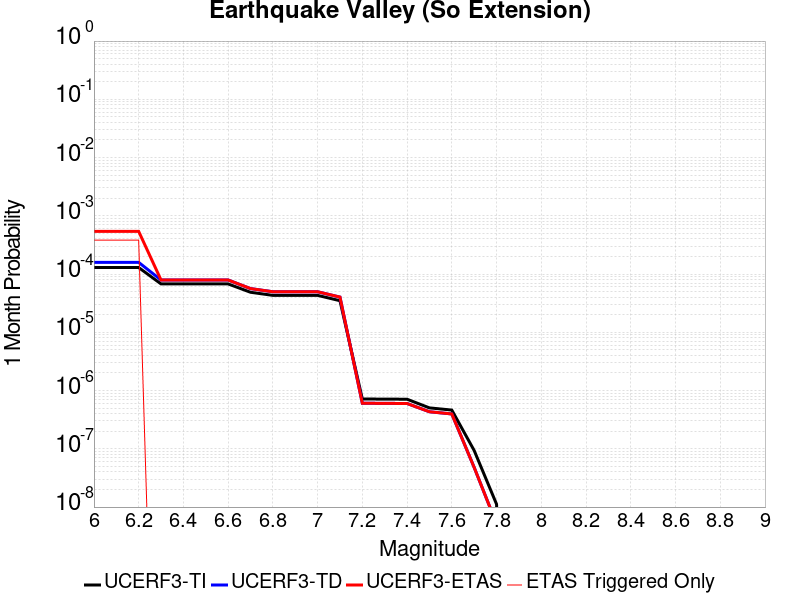 Earthquake Valley (So Extension)
10^0
10^-1
10^-2
10^-3
10^-4
10^-5
10^-6
10^-7
10^-8
1 Month Probability
6 6.2 6.4 6.6 6.8 7 7.2 7.4 7.6 7.8 8 8.2 8.4 8.6 8.8 9
Magnitude
UCERF3-TI UCERF3-TD UCERF3-ETAS ETAS Triggered Only